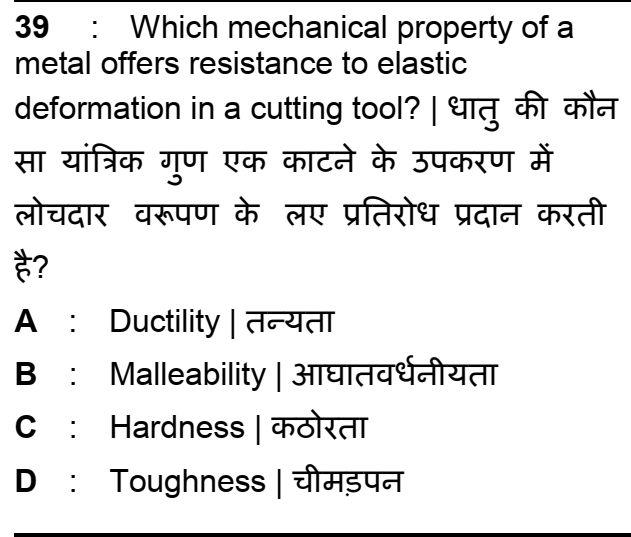 39 : Which mechanical property of a
metal offers resistance to elastic
deformation in a cutting tool? | धातु की कौन
सा यांत्रिक गुण एक काटने के उपकरण में
लोचदार वरूपण के लए प्रतिरोध प्रदान करती
है?
A : Ductility | तन्यता
B : Malleability | आघातवर्धनीयता
C : Hardness | कठोरता
D : Toughness | चीमड़पन